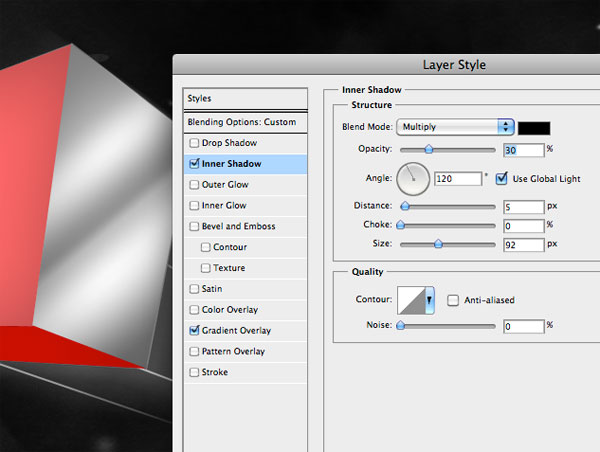 Layer Style
Styles
Blending Options: Custom
Drop Shadow
Inner Shadow
Outer Glow
Inner Glow
Bevel and Emboss
Contour
Texture
Satin
Color Overlay
Gradient Overlay
Pattern Overlay
Stroke
Inner Shadow
Structure
Blend Mode: Multiply
Opacity: 30 %
Angle: 120 ° Use Global Light
Distance: 5 px
Choke: 0 %
Size: 92 px
Quality
Contour: Anti-aliased
Noise: 0 %